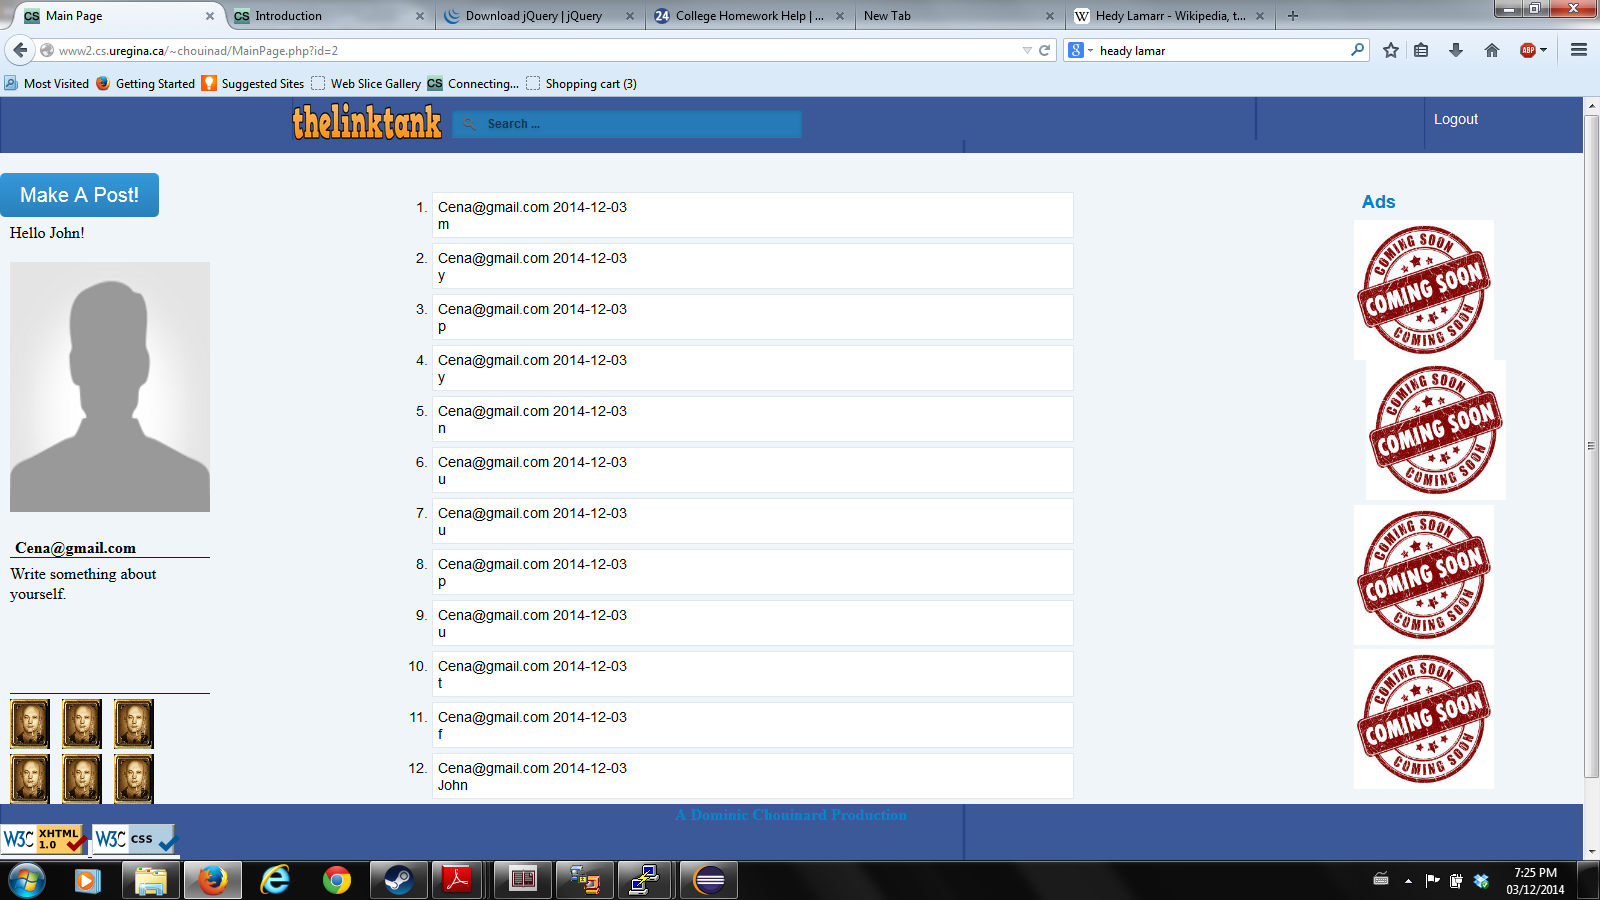 CS Main Page
CS Introduction
Download jQuery | jQuery
24 College Homework Help | ...
New Tab
W Hedy Lamarr - Wikipedia, t...
www2.cs.uregina.ca/~chouinad/MainPage.php?id=2
8 heady lamar
ABP
Most Visited
Getting Started
Suggested Sites
Web Slice Gallery
CS Connecting...
Shopping cart (3)
thelinktank
Search ...
Logout
Make A Post!
Hello John!
Cena@gmail.com
Write something about
yourself.
1. Cena@gmail.com 2014-12-03
m
2. Cena@gmail.com 2014-12-03
y
3. Cena@gmail.com 2014-12-03
p
4. Cena@gmail.com 2014-12-03
y
5. Cena@gmail.com 2014-12-03
n
6. Cena@gmail.com 2014-12-03
u
7. Cena@gmail.com 2014-12-03
u
8. Cena@gmail.com 2014-12-03
p
9. Cena@gmail.com 2014-12-03
u
10. Cena@gmail.com 2014-12-03
t
11. Cena@gmail.com 2014-12-03
f
12. Cena@gmail.com 2014-12-03
John
Ads
COMING SOON
COMING SOON
COMING SOON
COMING SOON
COMING SOON
COMING SOON
COMING SOON
COMING SOON
COMING SOON
COMING SOON
COMING SOON
COMING SOON
A Dominic Chouinard Production
W3C XHTML
1.0
W3C css
7:25 PM
03/12/2014